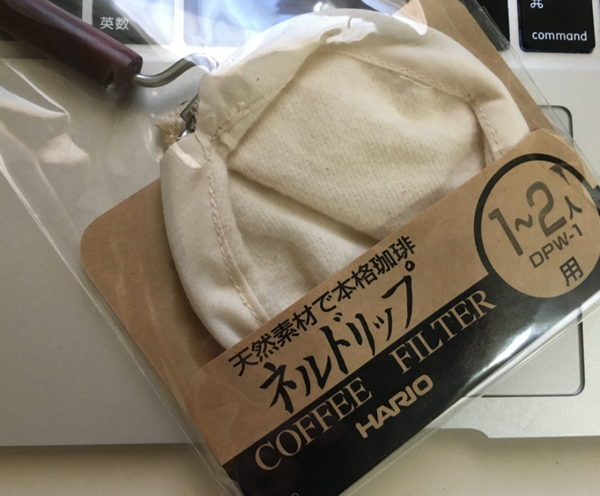 英数
⌘
command
1~2人
DPW-1
用
天然素材で本格珈琲
ネルドリップ
COFFEE FILTER
HARIO